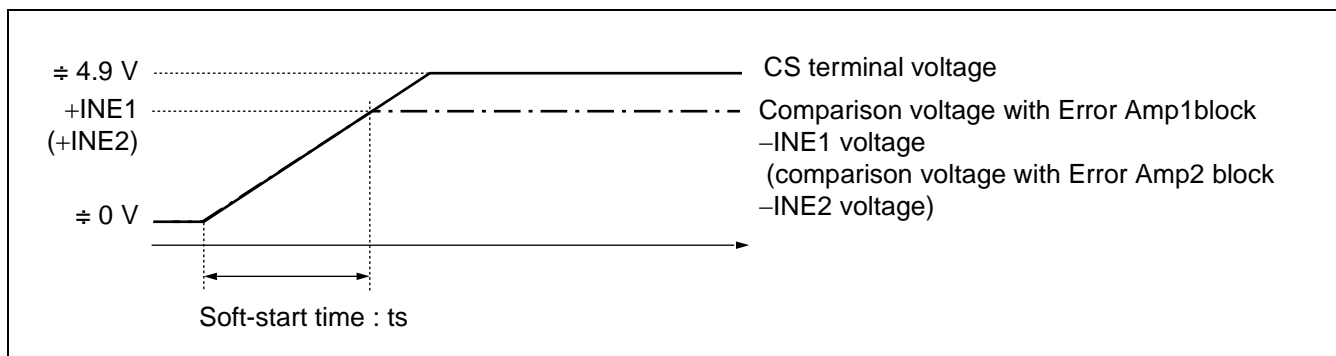 ≑ 4.9 V
CS terminal voltage
+INE1
(+INE2)
Comparison voltage with Error Amp1block
−INE1 voltage
(comparison voltage with Error Amp2 block
−INE2 voltage)
≑ 0 V
Soft-start time : ts